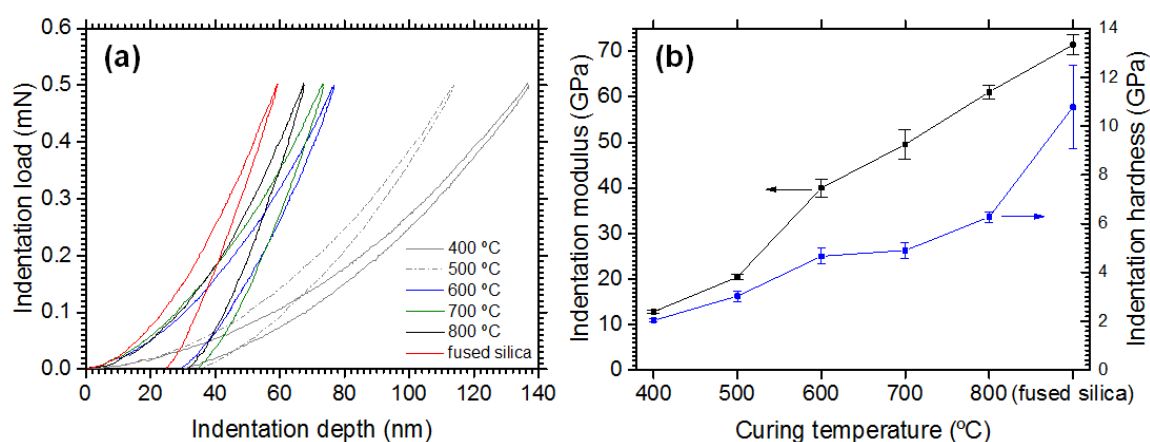 (a)
Indentation load (mN)
0.6
0.5
0.4
0.3
0.2
0.1
0.0
400 ºC
500 ºC
600 ºC
700 ºC
800 ºC
fused silica
0 20 40 60 80 100 120 140
Indentation depth (nm)
(b)
Indentation modulus (GPa)
70
60
50
40
30
20
10
0
14
12
10
8
6
4
2
0
Indentation hardness (GPa)
400 500 600 700 800 (fused silica)
Curing temperature (ºC)